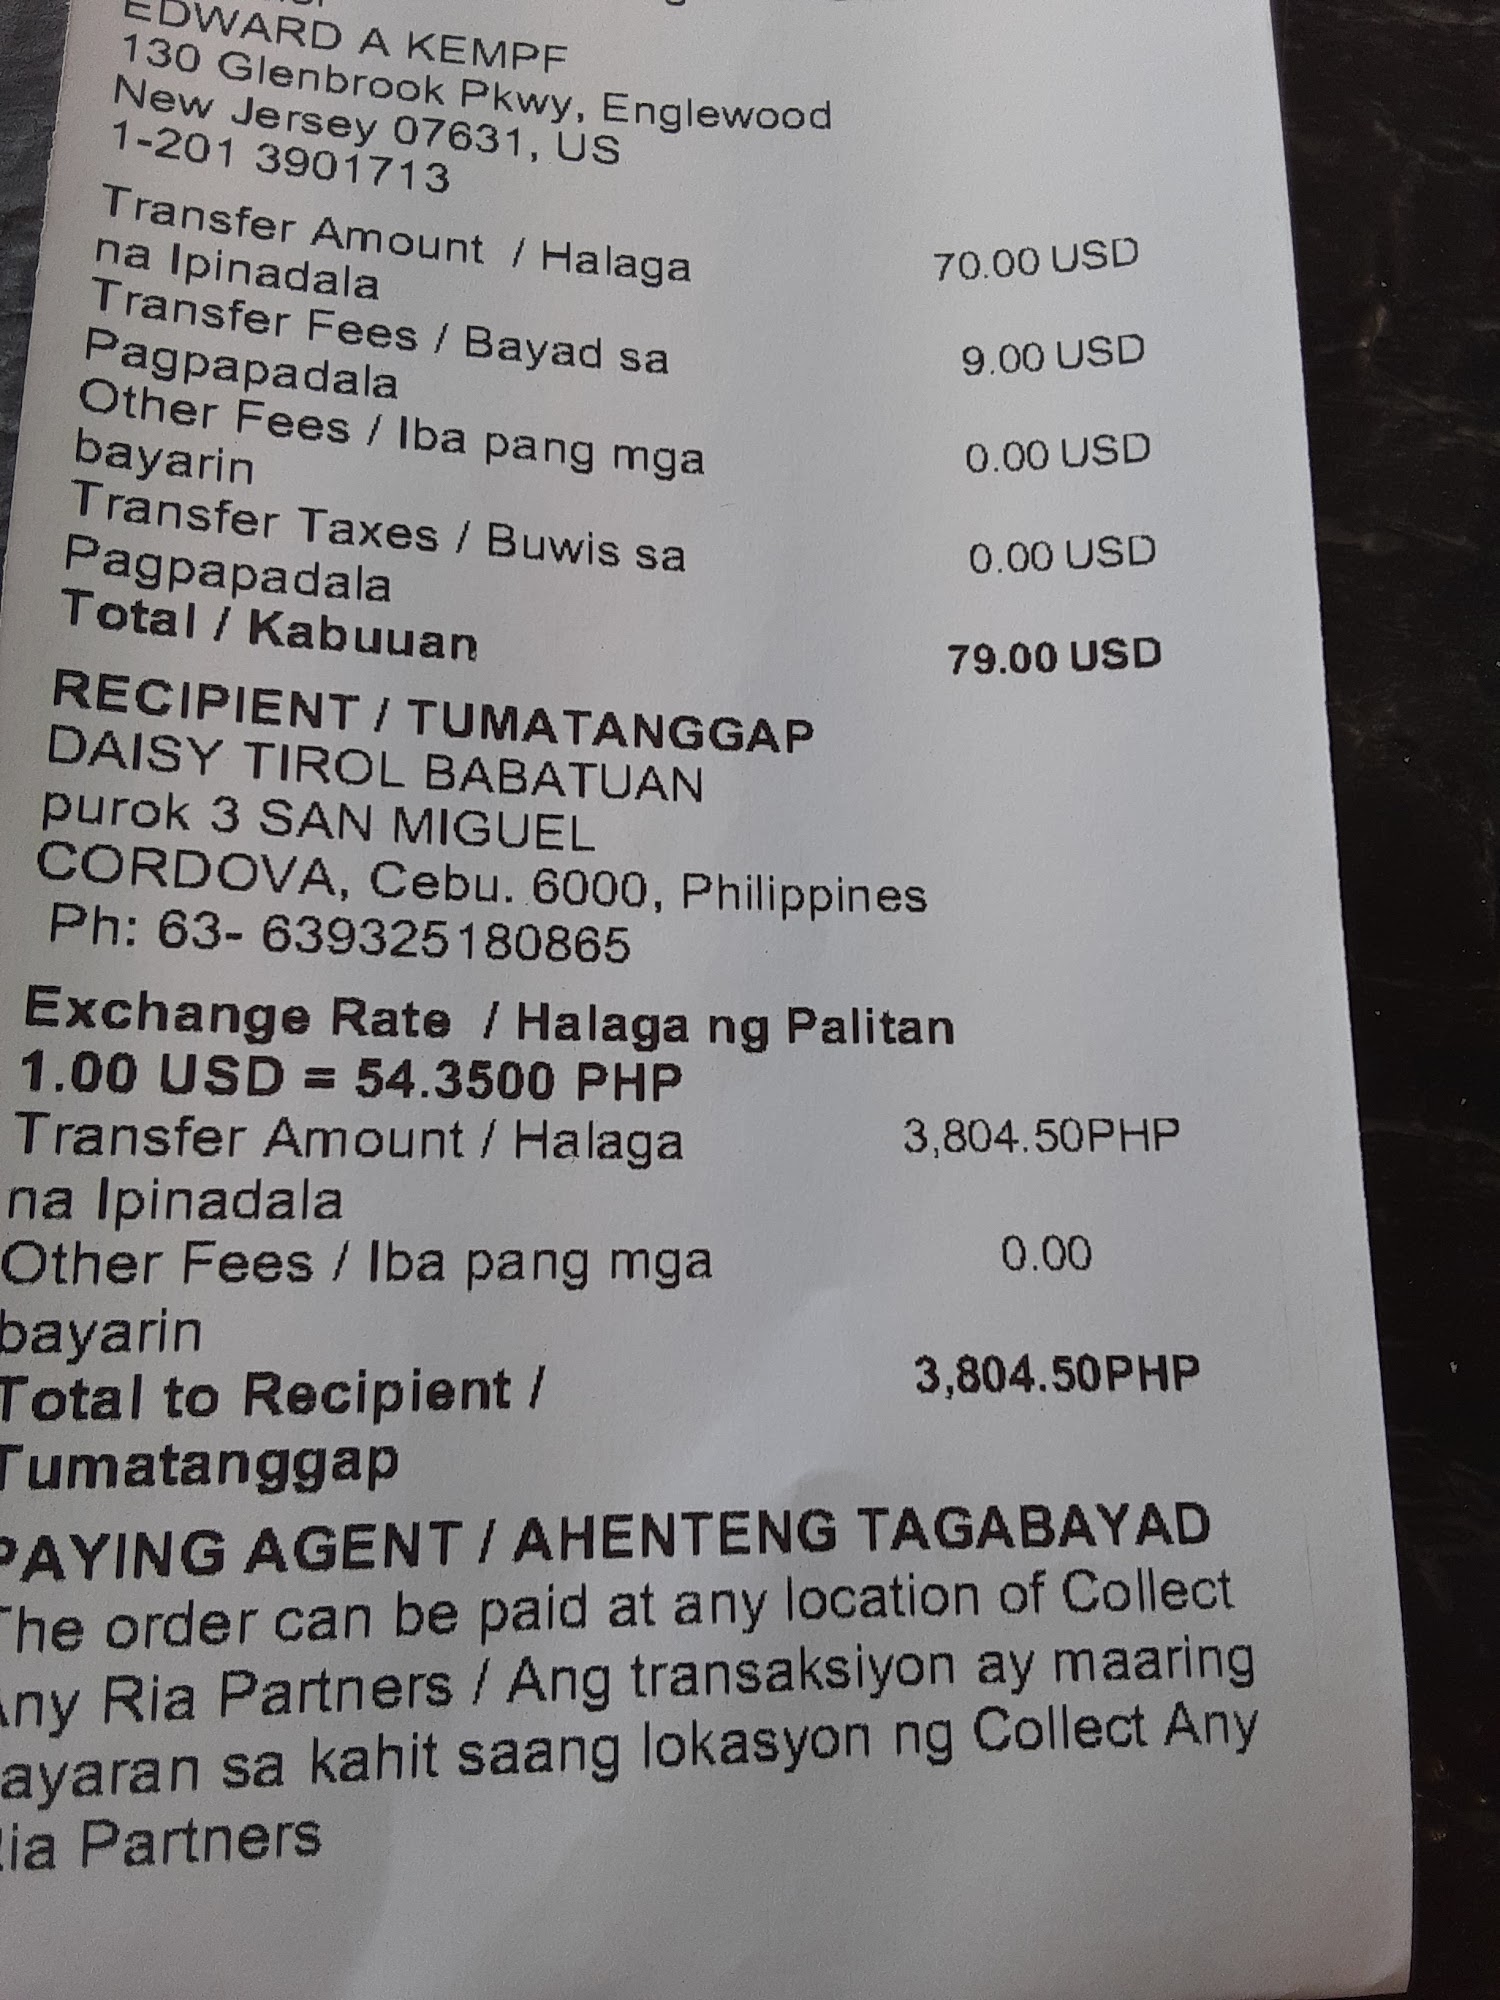 EDWARD A KEMPF
130 Glenbrook Pkwy, Englewood
New Jersey 07631, US
1-201 3901713
Transfer Amount / Halaga 70.00 USD
na Ipinadala
Transfer Fees / Bayad sa 9.00 USD
Pagpapadala
Other Fees / Iba pang mga 0.00 USD
bayarin
Transfer Taxes / Buwis sa 0.00 USD
Pagpapadala
Total / Kabuuan 79.00 USD
RECIPIENT / TUMATANGGAP
DAISY TIROL BABATUAN
purok 3 SAN MIGUEL
CORDOVA, Cebu. 6000, Philippines
Ph: 63- 639325180865
Exchange Rate / Halaga ng Palitan
1.00 USD = 54.3500 PHP
Transfer Amount / Halaga 3,804.50PHP
na Ipinadala
Other Fees / Iba pang mga 0.00
bayarin
Total to Recipient / 3,804.50PHP
Tumatanggap
PAYING AGENT / AHENTENG TAGABAYAD
The order can be paid at any location of Collect
Any Ria Partners / Ang transaksiyon ay maaring
ayaran sa kahit saang lokasyon ng Collect Any
Ria Partners